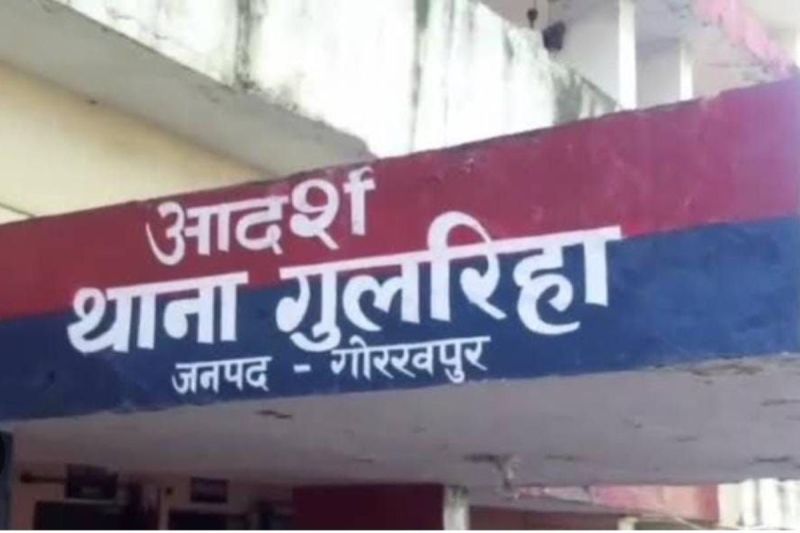 आदर्श
थाना गुलरिहा
जनपद - गोरखपुर